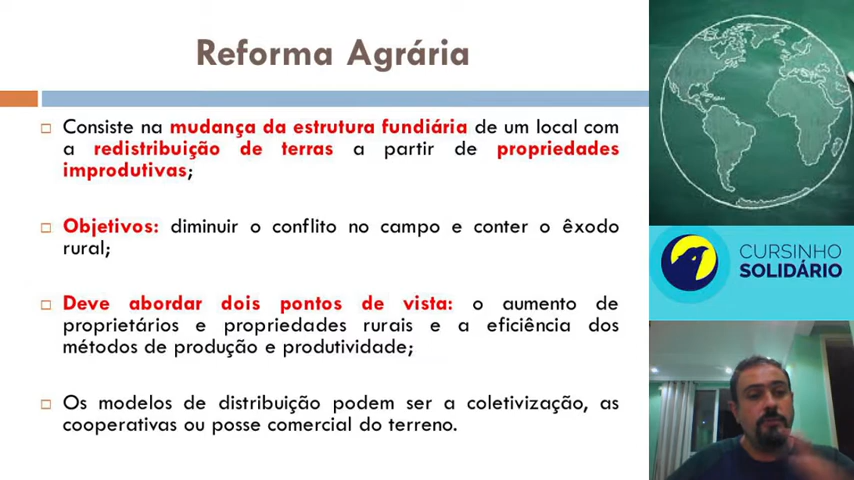 Reforma Agrária
Consiste na mudança da estrutura fundiária de um local com
a redistribuição de terras a partir de propriedades
improdutivas;
Objetivos: diminuir o conflito no campo e conter o êxodo
rural;
Deve abordar dois pontos de vista: o aumento de
proprietários e propriedades rurais e a eficiência dos
métodos de produção e produtividade;
Os modelos de distribuição podem ser a coletivização, as
cooperativas ou posse comercial do terreno.
CURSINHO
SOLIDÁRIO